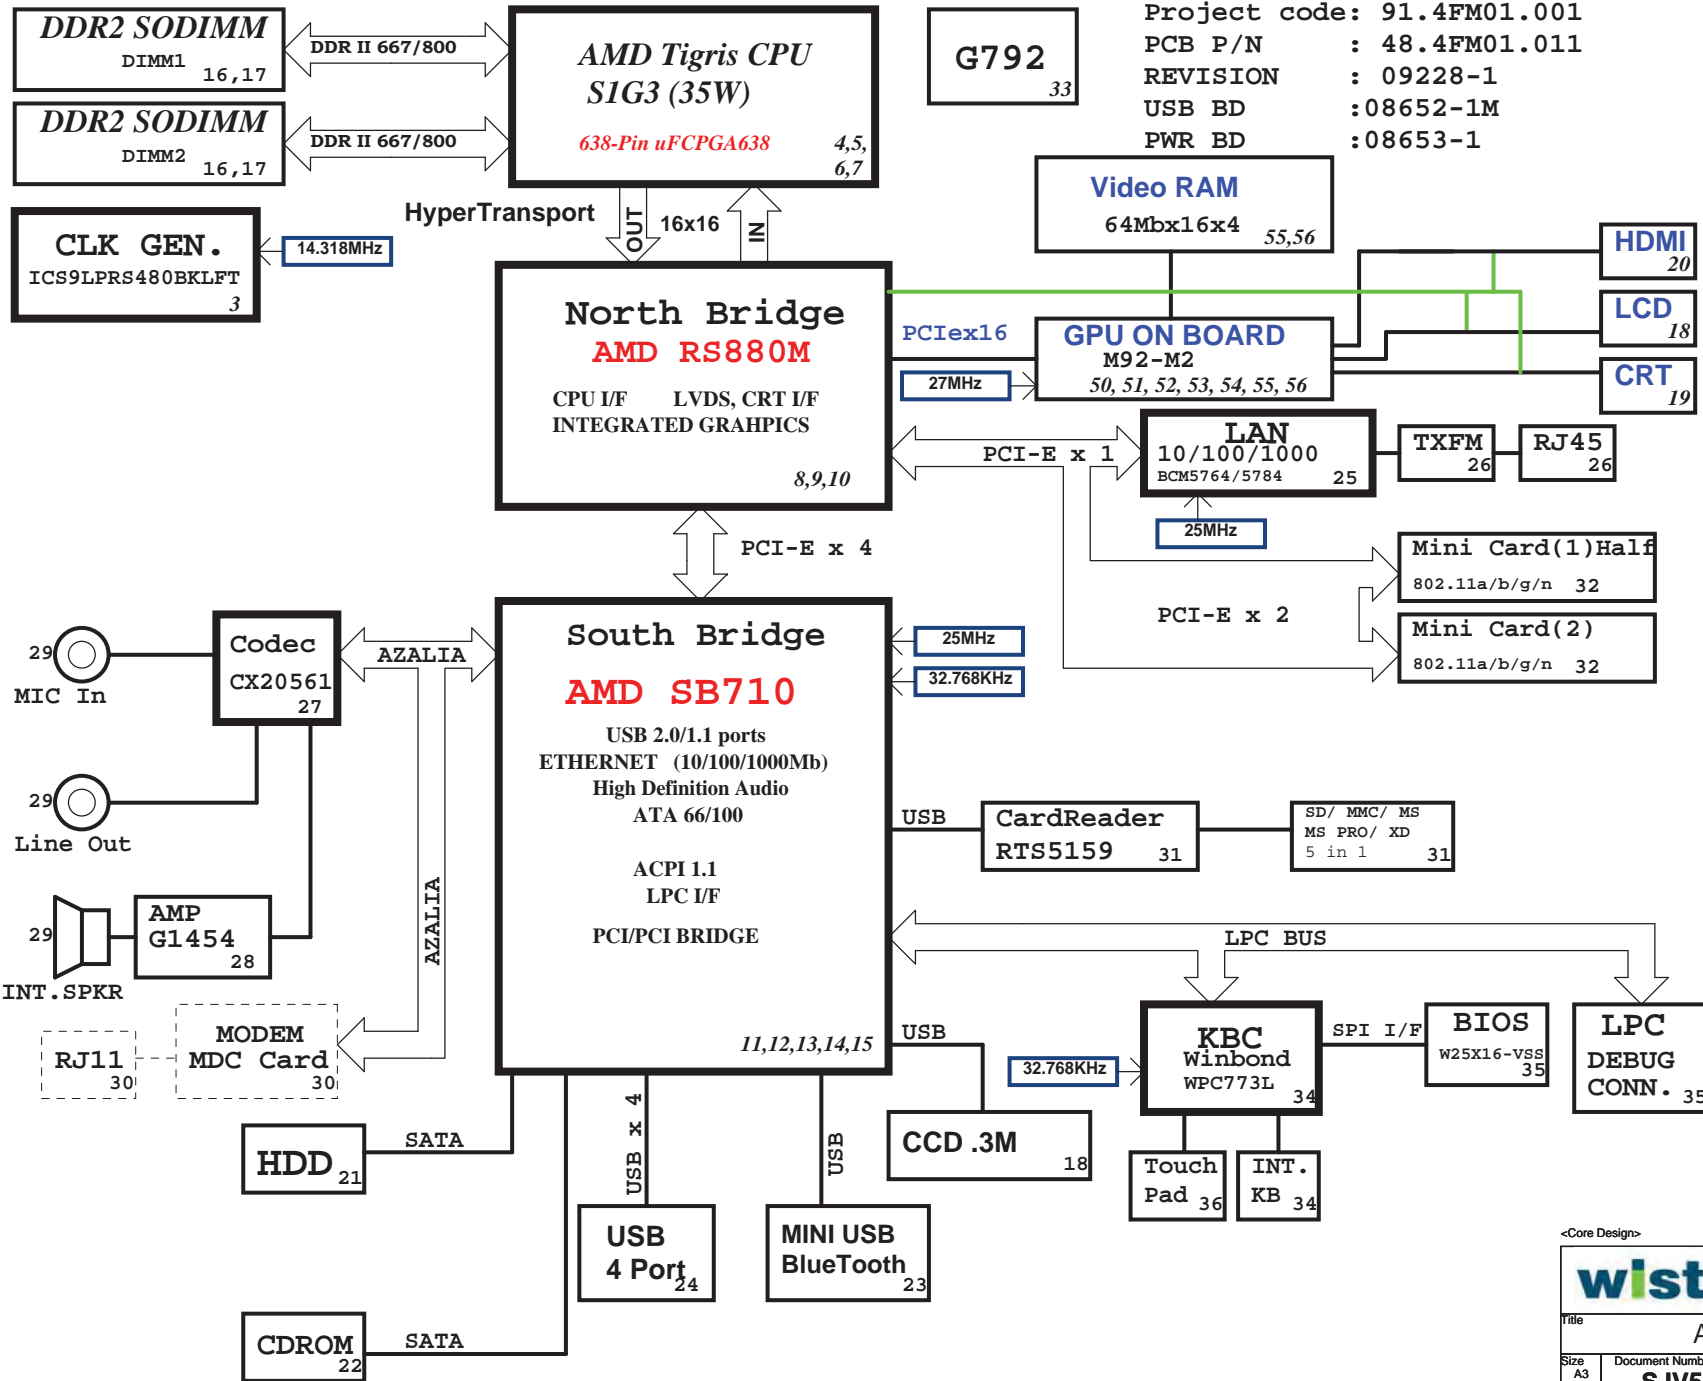 Project code: 91.4FM01.001
PCB P/N : 48.4FM01.011
REVISION : 09228-1
USB BD :08652-1M
PWR BD :08653-1
DDR2 SODIMM
DIMM1
16,17
DDR II 667/800
DDR2 SODIMM
DIMM2
16,17
DDR II 667/800
AMD Tigris CPU
S1G3 (35W)
638-Pin uFCPGA638
4,5,
6,7
G792
33
CLK GEN.
ICS9LPRS480BKLFT
3
14.318MHz
HyperTransport
OUT
16x16
IN
Video RAM
64Mbx16x4
55,56
HDMI
20
LCD
18
CRT
19
North Bridge
AMD RS880M
CPU I/F LVDS, CRT I/F
INTEGRATED GRAHPICS
8,9,10
PCIex16
27MHz
GPU ON BOARD
M92-M2
50, 51, 52, 53, 54, 55, 56
PCI-E x 1
LAN
10/100/1000
BCM5764/5784
25
25MHz
TXFM
26
RJ45
26
PCI-E x 4
PCI-E x 2
Mini Card(1)Half
802.11a/b/g/n 32
Mini Card(2)
802.11a/b/g/n 32
South Bridge
AMD SB710
USB 2.0/1.1 ports
ETHERNET (10/100/1000Mb)
High Definition Audio
ATA 66/100
ACPI 1.1
LPC I/F
PCI/PCI BRIDGE
11,12,13,14,15
25MHz
32.768KHz
29
MIC In
Codec
CX20561
27
AZALIA
29
Line Out
29
INT.SPKR
AMP
G1454
28
AZALIA
RJ11
30
MODEM
MDC Card
30
USB
CardReader
RTS5159
31
SD/ MMC/ MS
MS PRO/ XD
5 in 1
31
LPC BUS
USB
CCD .3M
18
32.768KHz
KBC
Winbond
WPC773L
34
SPI I/F
BIOS
W25X16-VSS
35
LPC
DEBUG
CONN.
35
Touch
Pad
36
INT.
KB
34
HDD
21
SATA
USB x 4
USB
4 Port
24
USB
MINI USB
BlueTooth
23
CDROM
22
SATA
<Core Design>
wist
Title
A
Size
A3
Document Numb
SJV5